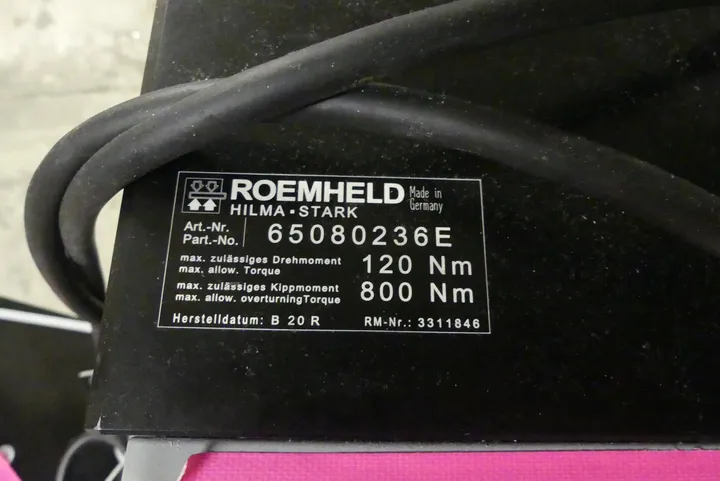 ROEMHELD Made in Germany
HILMA ▪ STARK
Art.-Nr. Part.-No. 65080236E
max. zulässiges Drehmoment
max. allow. Torque 120 Nm
max. zulässiges Kippmoment
max. allow. overturningTorque 800 Nm
Herstelldatum: B 20 R RM-Nr.: 3311846